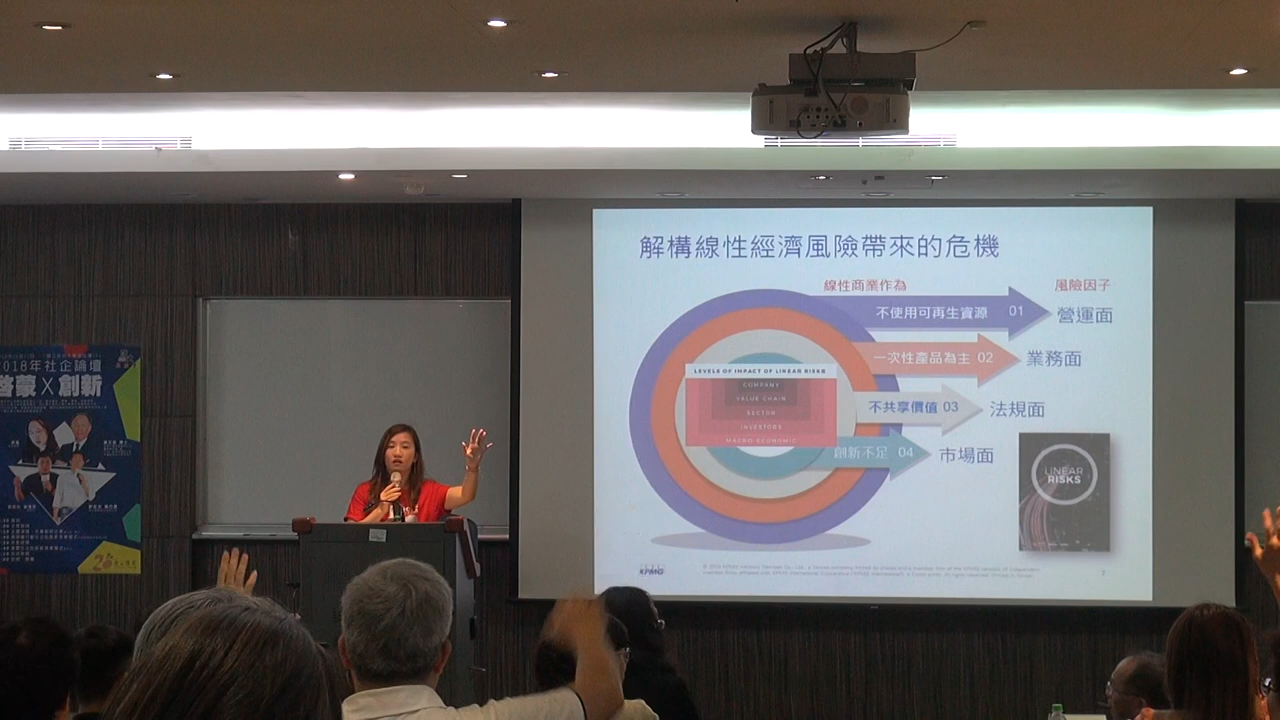 解構線性經濟風險帶來的危機
線性商業作為
風險因子
不使用可再生資源 01
營運面
一次性產品為主 02
業務面
不共享價值 03
法規面
創新不足 04
市場面
LEVELS OF IMPACT OF LINEAR RISKS
COMPANY
VALUE CHAIN
SECTOR
INVESTORS
MACRO ECONOMIC
LINEAR
RISKS
KPMG
7
2018年社企論壇
啓蒙 X 創新